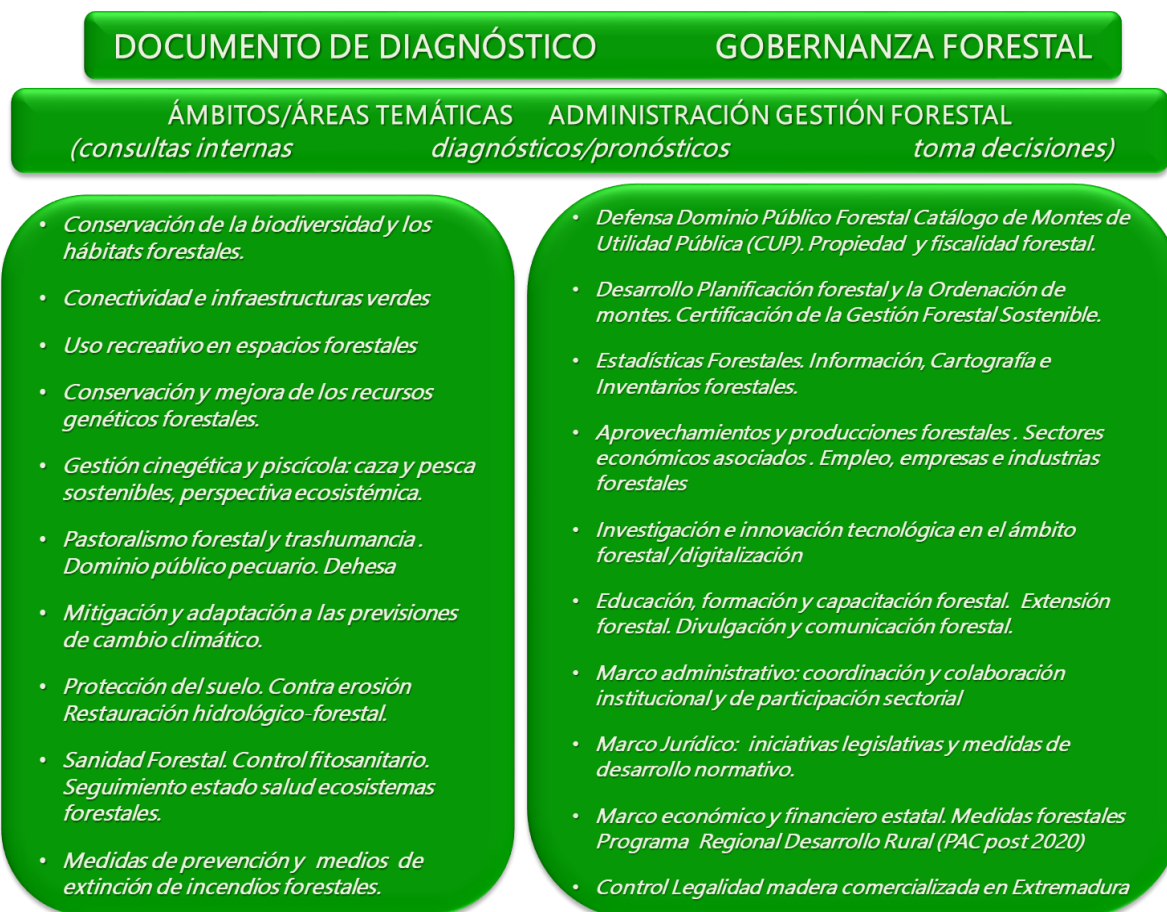 DOCUMENTO DE DIAGNÓSTICO GOBERNANZA FORESTAL
ÁMBITOS/ÁREAS TEMÁTICAS ADMINISTRACIÓN GESTIÓN FORESTAL
(consultas internas diagnósticos/pronósticos toma decisiones)
• Conservación de la biodiversidad y los
hábitats forestales.
• Conectividad e infraestructuras verdes
• Uso recreativo en espacios forestales
• Conservación y mejora de los recursos
genéticos forestales.
• Gestión cinegética y piscícola: caza y pesca
sostenibles, perspectiva ecosistémica.
• Pastoralismo forestal y trashumancia .
Dominio público pecuario. Dehesa
• Mitigación y adaptación a las previsiones
de cambio climático.
• Protección del suelo. Contra erosión
Restauración hidrológico-forestal.
• Sanidad Forestal. Control fitosanitario.
Seguimiento estado salud ecosistemas
forestales.
• Medidas de prevención y medios de
extinción de incendios forestales.
• Defensa Dominio Público Forestal Catálogo de Montes de
Utilidad Pública (CUP). Propiedad y fiscalidad forestal.
• Desarrollo Planificación forestal y la Ordenación de
montes. Certificación de la Gestión Forestal Sostenible.
• Estadísticas Forestales. Información, Cartografía e
Inventarios forestales.
• Aprovechamientos y producciones forestales . Sectores
económicos asociados . Empleo, empresas e industrias
forestales
• Investigación e innovación tecnológica en el ámbito
forestal /digitalización
• Educación, formación y capacitación forestal. Extensión
forestal. Divulgación y comunicación forestal.
• Marco administrativo: coordinación y colaboración
institucional y de participación sectorial
• Marco Jurídico: iniciativas legislativas y medidas de
desarrollo normativo.
• Marco económico y financiero estatal. Medidas forestales
Programa Regional Desarrollo Rural (PAC post 2020)
• Control Legalidad madera comercializada en Extremadura